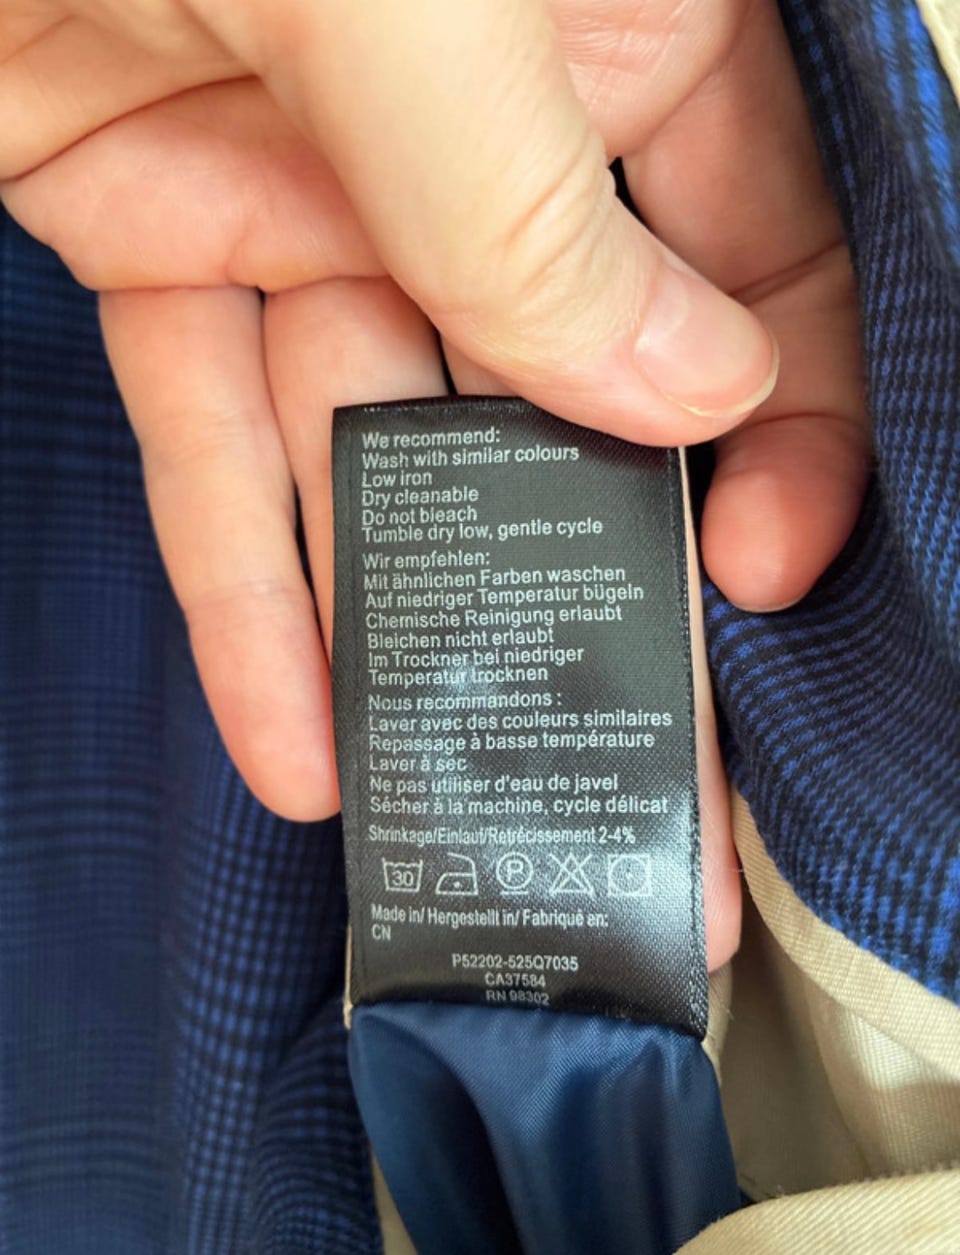 We recommend:
Wash with similar colours
Low iron
Dry cleanable
Do not bleach
Tumble dry low, gentle cycle
Wir empfehlen:
Mit ähnlichen Farben waschen
Auf niedriger Temperatur bügeln
Chemische Reinigung erlaubt
Bleichen nicht erlaubt
Im Trockner bei niedriger
Temperatur trocknen
Nous recommandons :
Laver avec des couleurs similaires
Repassage à basse température
Laver à sec
Ne pas utiliser d'eau de javel
Sécher à la machine, cycle délicat
Shrinkage/Einlauf/Retrécissement 2-4%
30 P
Made in/ Hergestellt in/ Fabriqué en:
CN
P52202-525Q7035
CA37584
RN 98302